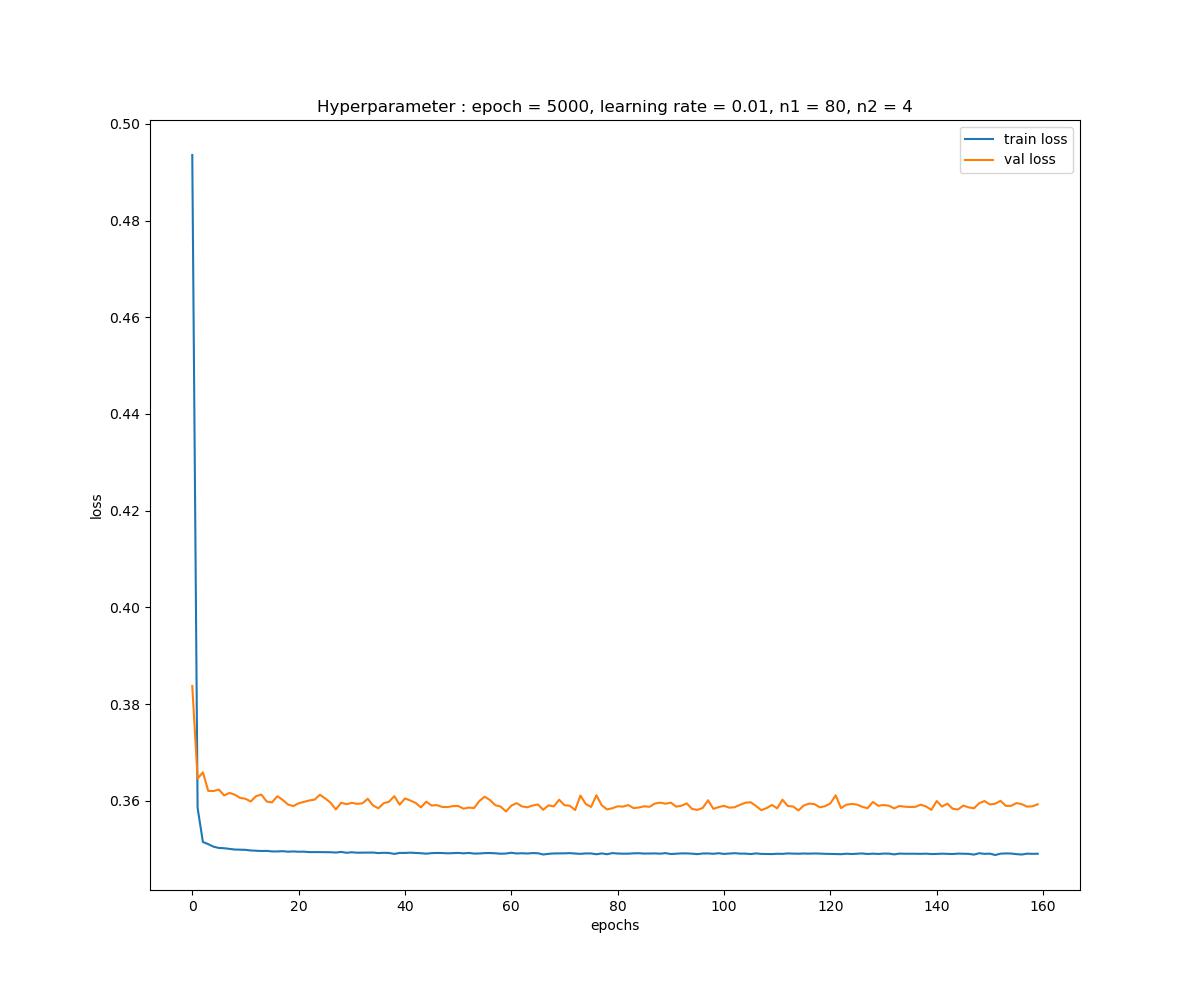 Hyperparameter : epoch = 5000, learning rate = 0.01, n1 = 80, n2 = 4
train loss
val loss
0.50
0.48
0.46
0.44
0.42
0.40
0.38
0.36
loss
0 20 40 60 80 100 120 140 160
epochs